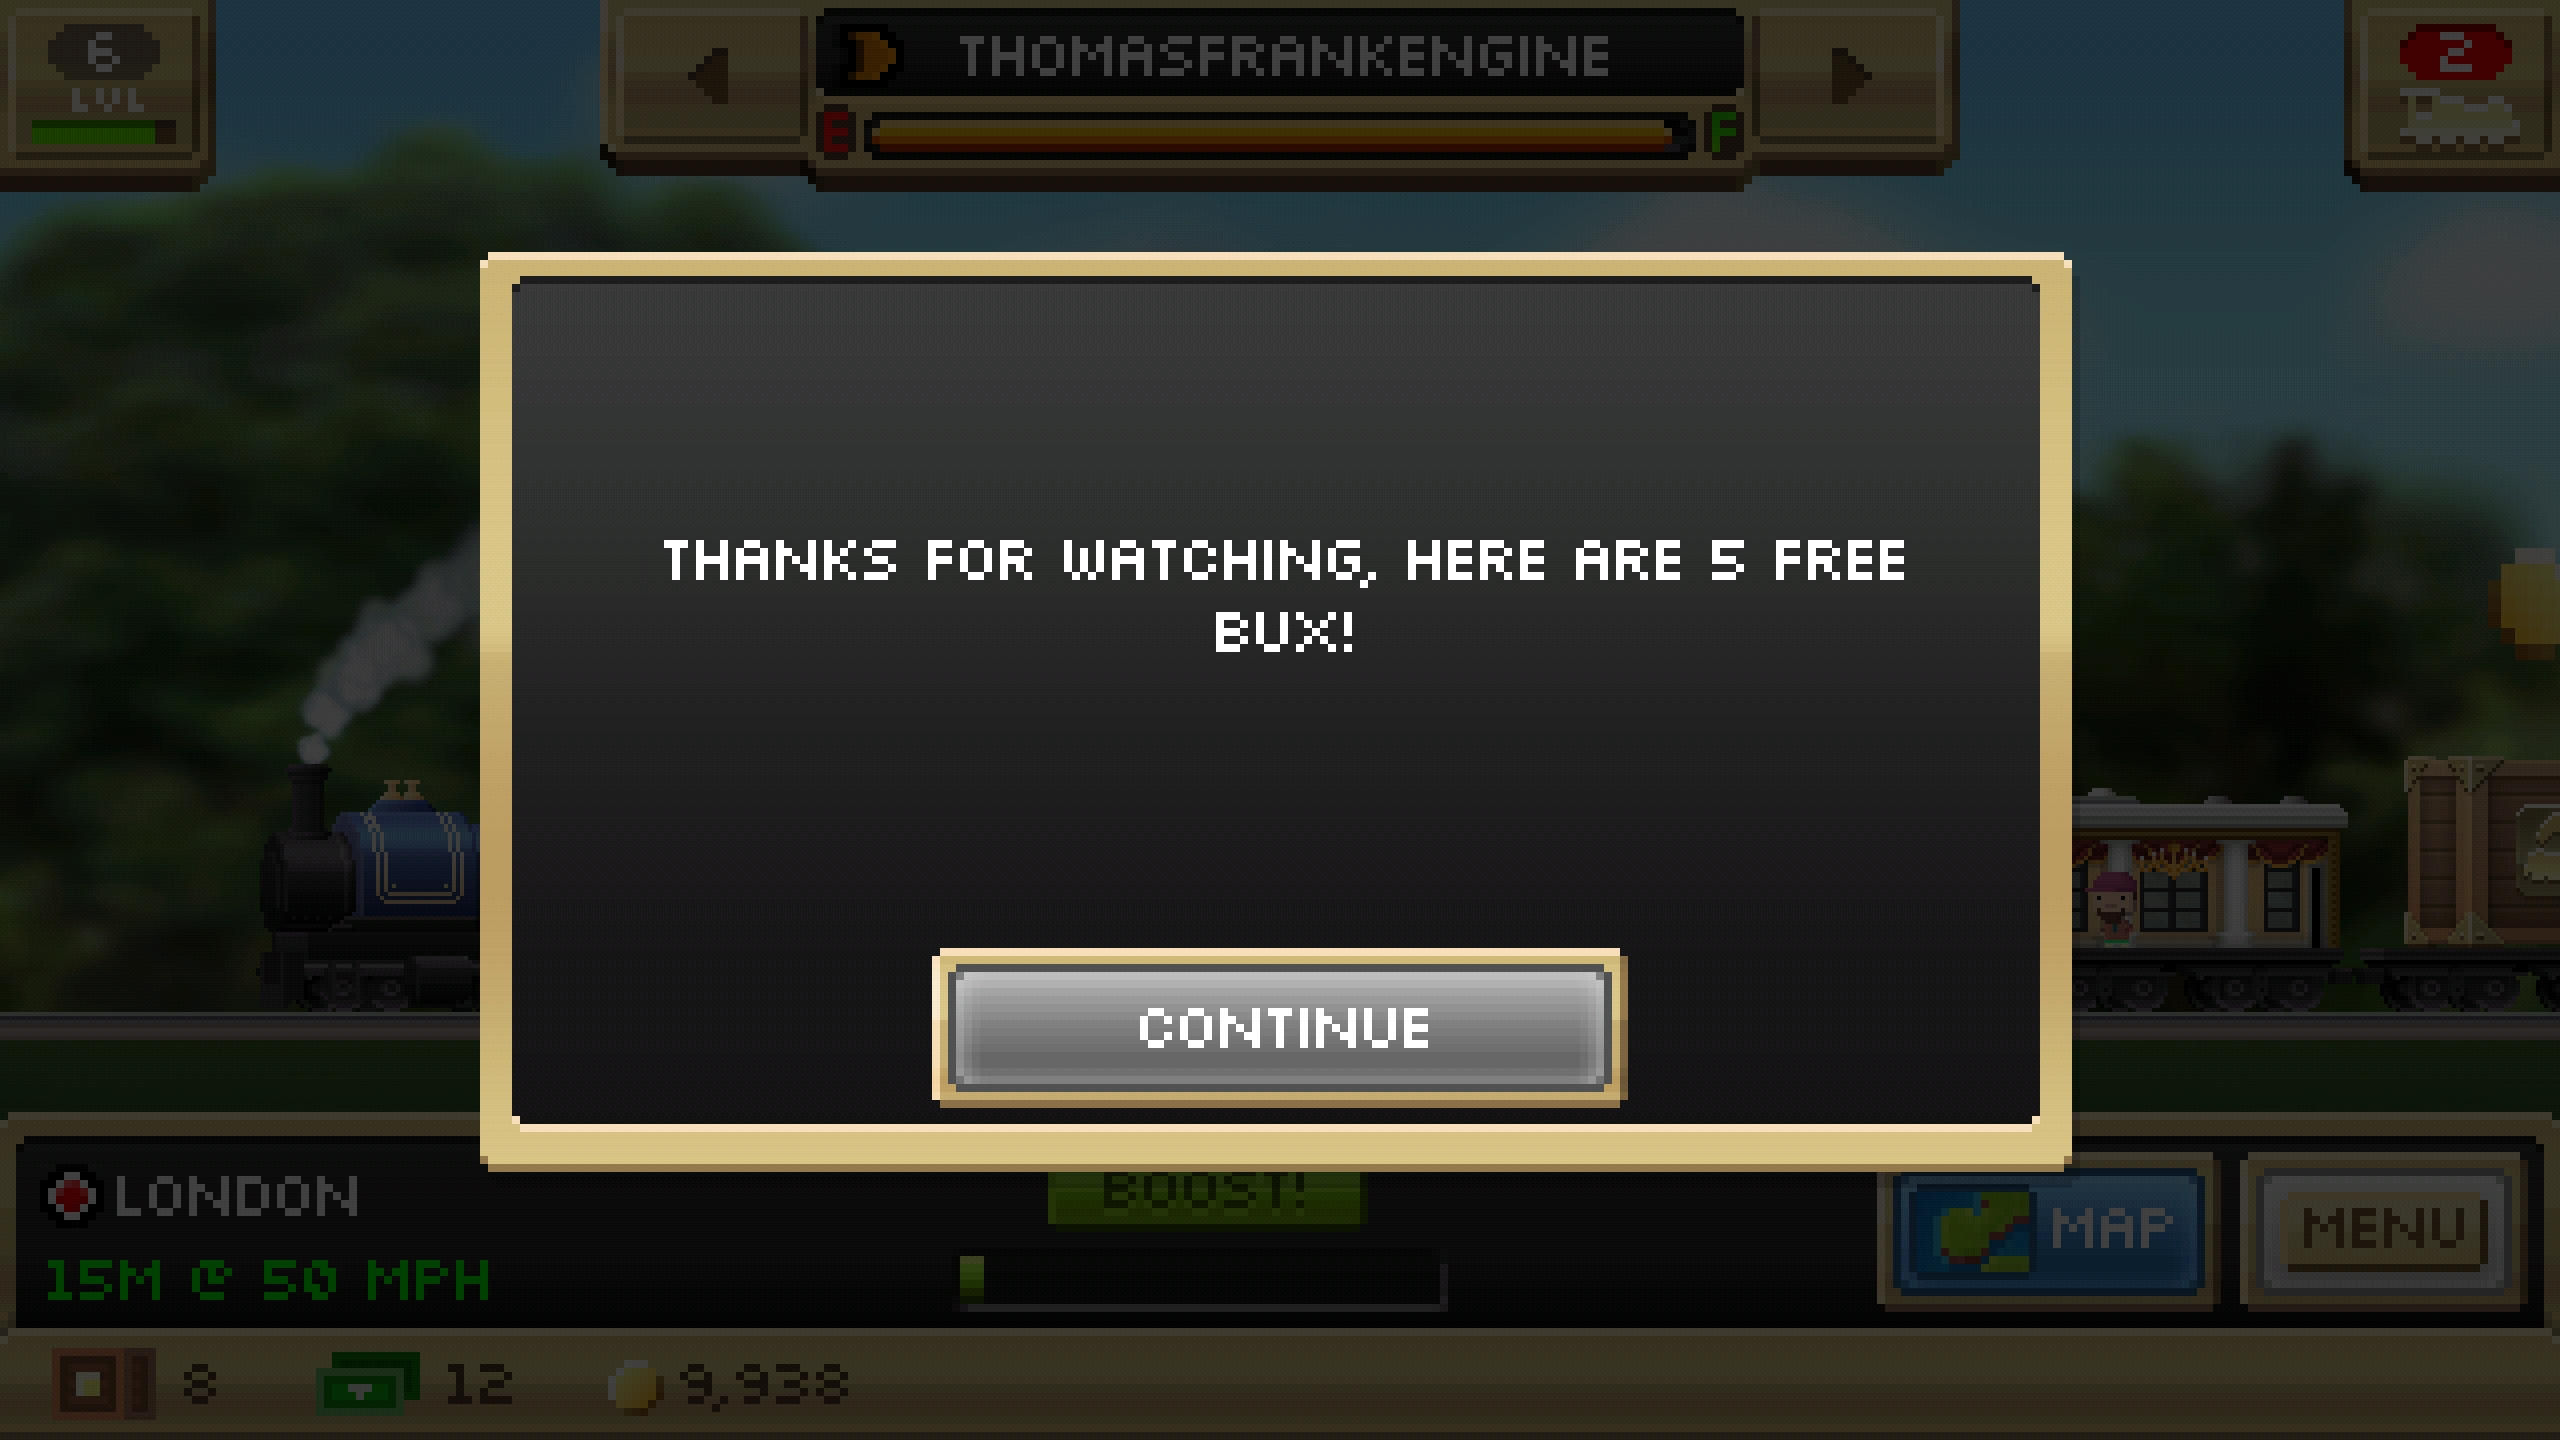 6
LVL
THOMASFRANKENGINE
E F
2
THANKS FOR WATCHING, HERE ARE 5 FREE
BUX!
CONTINUE
BOOST!
LONDON
15M @ 50 MPH
MAP
MENU
8 12 9,938